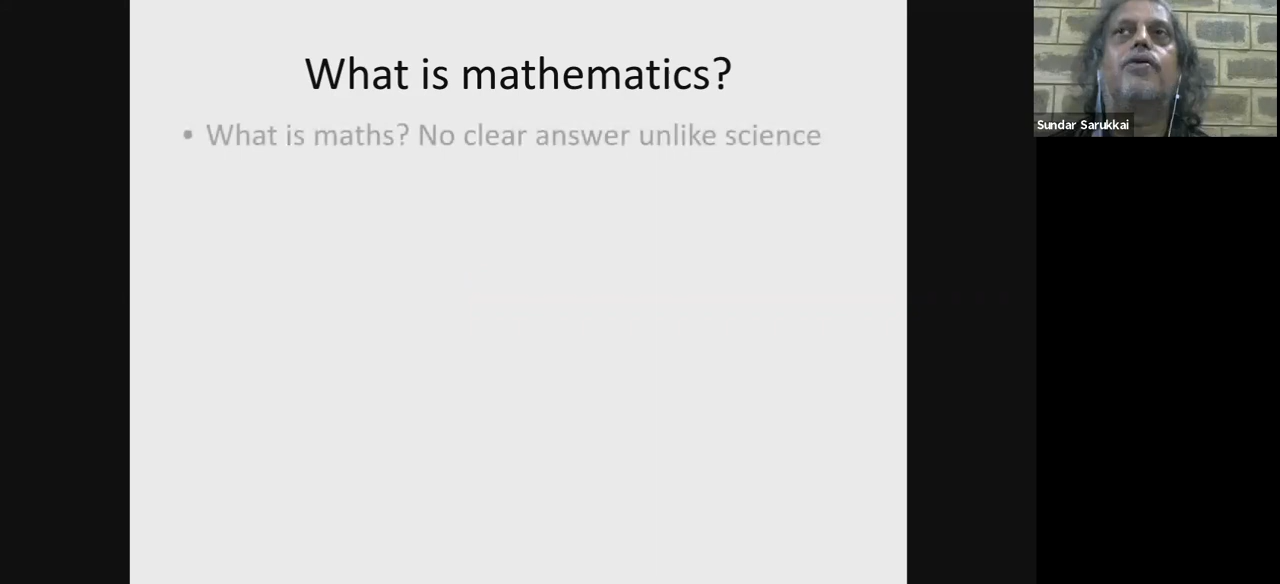 What is mathematics?
• What is maths? No clear answer unlike science
Sundar Sarukkai